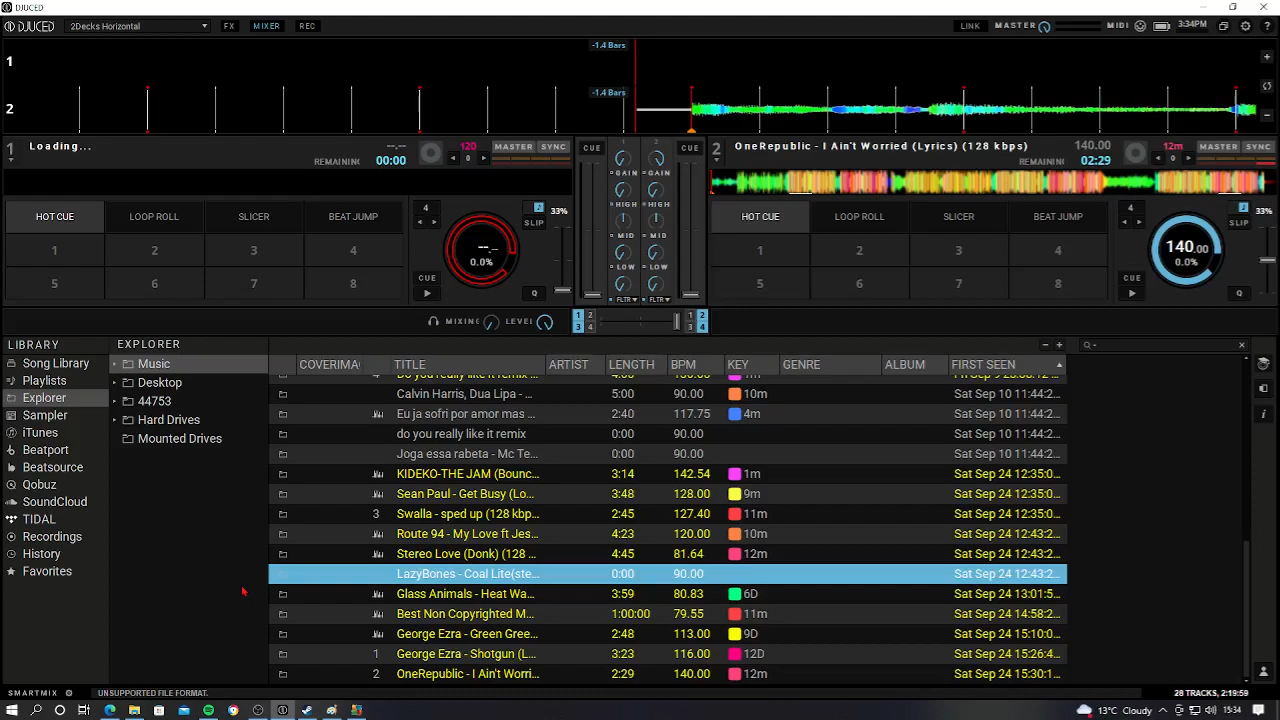 DJUCED
DJUCED 2Decks Horizontal FX MIXER REC LINK MASTER MIDI 3:34PM ?
-1.4 Bars
1
-1.4 Bars
2
1 Loading... --.-- 120 MASTER SYNC
REMAINING 00:00 0
CUE 1 2 CUE
2 OneRepublic - I Ain't Worried (Lyrics) (128 kbps) 140.00 12m MASTER SYNC
REMAINING 02:29 0
GAIN GAIN
HIGH HIGH
MID MID
LOW LOW
FLTR FLTR
HOT CUE LOOP ROLL SLICER BEAT JUMP 4 SLIP 33%
1 2 3 4 --.-- 0.0%
5 6 7 8 CUE Q
HOT CUE LOOP ROLL SLICER BEAT JUMP 4 SLIP 33%
1 2 3 4 140.00 0.0%
5 6 7 8 CUE Q
MIXING LEVEL 1 2 3 4 1 2 3 4
LIBRARY
Song Library
Playlists
Explorer
Sampler
iTunes
Beatport
Beatsource
Qobuz
SoundCloud
TIDAL
Recordings
History
Favorites
EXPLORER
Music
Desktop
44753
Hard Drives
Mounted Drives
COVERIMA TITLE ARTIST LENGTH BPM KEY GENRE ALBUM FIRST SEEN
Calvin Harris, Dua Lipa - ... 5:00 90.00 10m Sat Sep 10 11:44:2...
Eu ja sofri por amor mas ... 2:40 117.75 4m Sat Sep 10 11:44:2...
do you really like it remix 0:00 90.00 Sat Sep 10 11:44:2...
Joga essa rabeta - Mc Te... 0:00 90.00 Sat Sep 10 11:44:2...
KIDEKO-THE JAM (Bounc... 3:14 142.54 1m Sat Sep 24 12:35:0...
Sean Paul - Get Busy (Lo... 3:48 128.00 9m Sat Sep 24 12:35:0...
3 Swalla - sped up (128 kbp... 2:45 127.40 11m Sat Sep 24 12:35:0...
Route 94 - My Love ft Jes... 4:23 120.00 10m Sat Sep 24 12:43:2...
Stereo Love (Donk) (128 ... 4:45 81.64 12m Sat Sep 24 12:43:2...
LazyBones - Coal Lite(ste... 0:00 90.00 Sat Sep 24 12:43:2...
Glass Animals - Heat Wa... 3:59 80.83 6D Sat Sep 24 13:01:5...
Best Non Copyrighted M... 1:00:00 79.55 11m Sat Sep 24 14:58:2...
George Ezra - Green Gree... 2:48 113.00 9D Sat Sep 24 15:10:0...
1 George Ezra - Shotgun (L... 3:23 116.00 12D Sat Sep 24 15:26:4...
2 OneRepublic - I Ain't Worri... 2:29 140.00 12m Sat Sep 24 15:30:1...
SMARTMIX UNSUPPORTED FILE FORMAT. 28 TRACKS, 2:19:59
13°C Cloudy 15:34